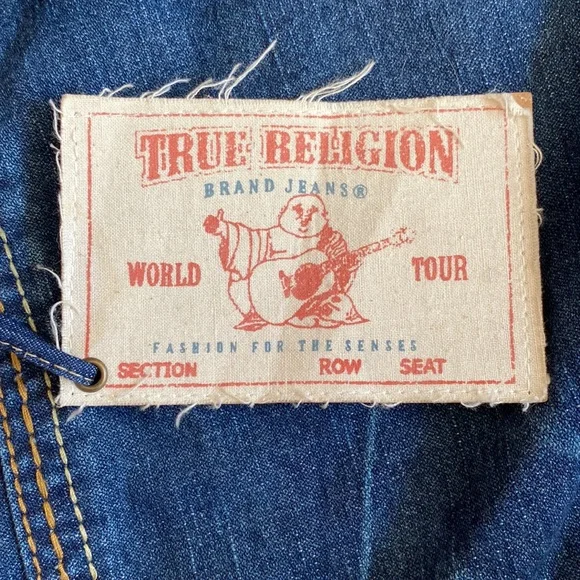 TRUE RELIGION
BRAND JEANS®
WORLD TOUR
FASHION FOR THE SENSES
SECTION ROW SEAT